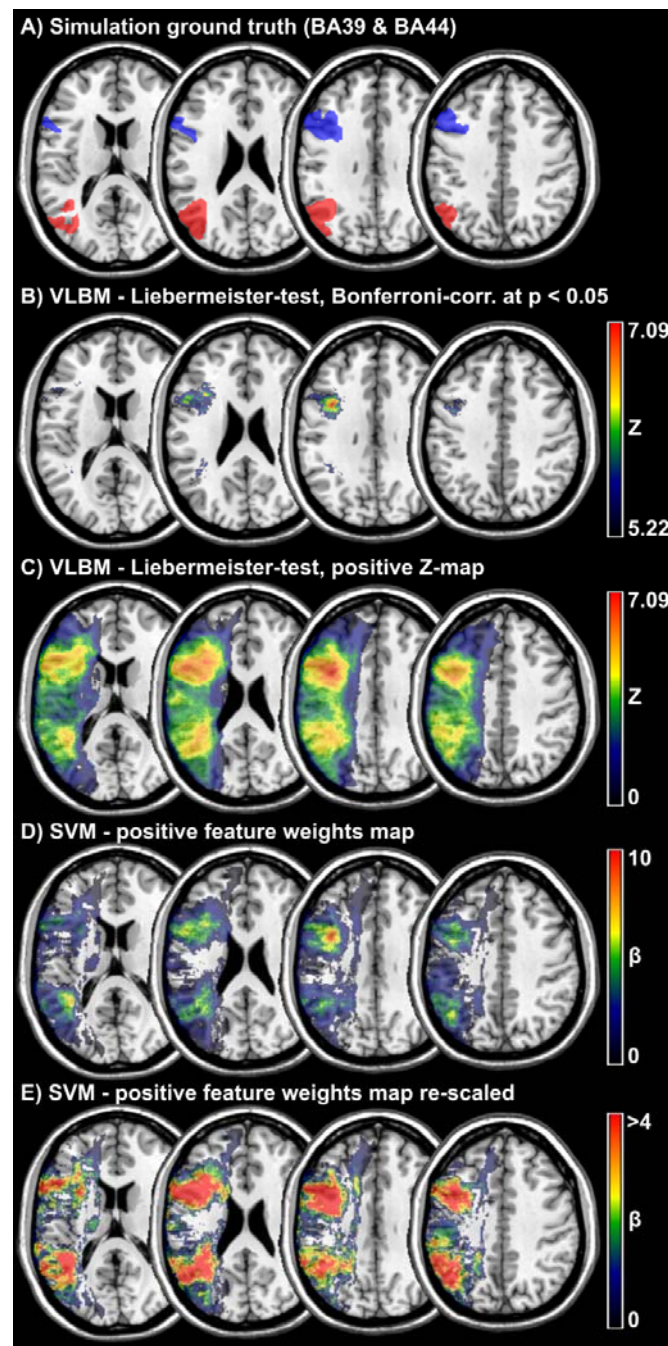 A) Simulation ground truth (BA39 & BA44)
B) VLBM - Liebermeister-test, Bonferroni-corr. at p < 0.05
7.09
Z
5.22
C) VLBM - Liebermeister-test, positive Z-map
7.09
Z
0
D) SVM - positive feature weights map
10
β
0
E) SVM - positive feature weights map re-scaled
>4
β
0